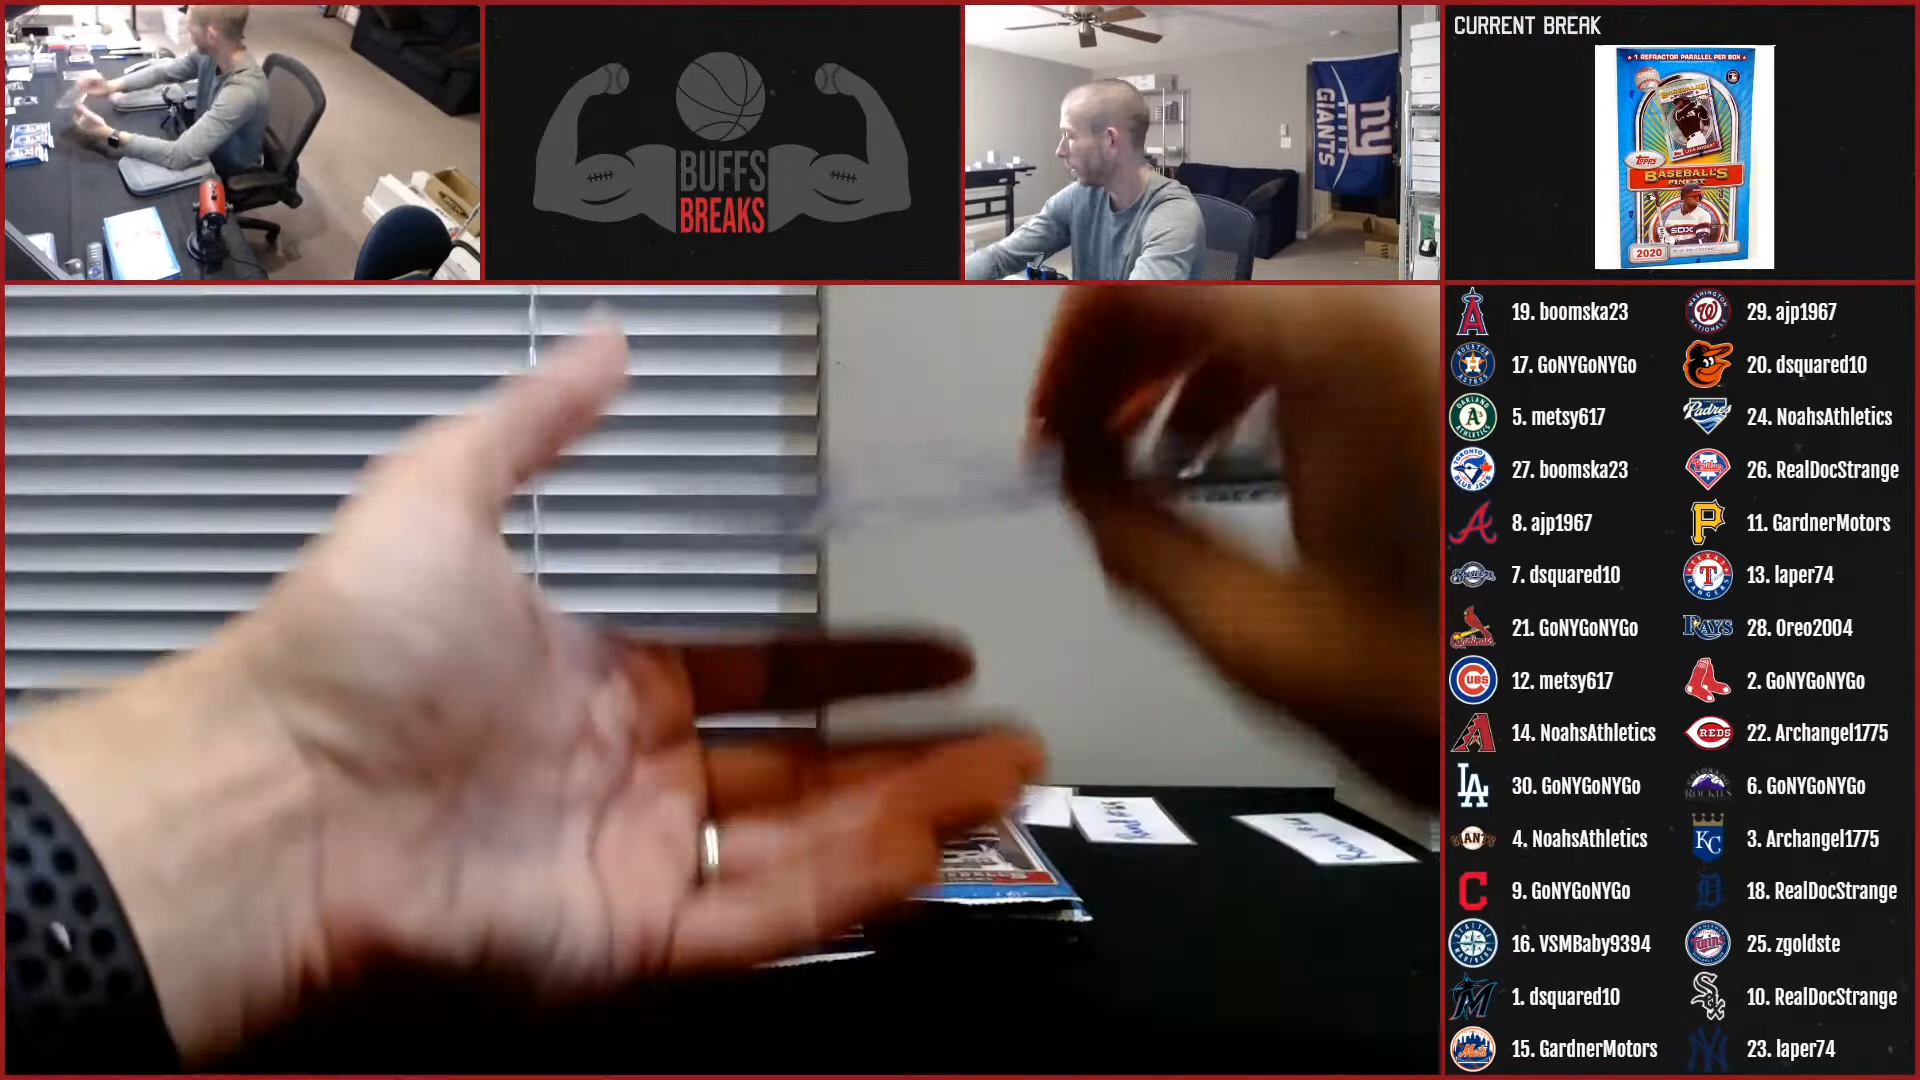 BUFFS
BREAKS
GIANTS
ny
CURRENT BREAK
1 REFRACTOR PARALLEL PER BOX
TOPPS
BASEBALL'S
FINEST
SOX
2020
19. boomska23
29. ajp1967
17. GoNYGoNYGo
20. dsquared10
5. metsy617
24. NoahsAthletics
27. boomska23
26. RealDocStrange
8. ajp1967
11. GardnerMotors
7. dsquared10
13. laper74
21. GoNYGoNYGo
28. Oreo2004
12. metsy617
2. GoNYGoNYGo
14. NoahsAthletics
22. Archangel1775
30. GoNYGoNYGo
6. GoNYGoNYGo
4. NoahsAthletics
3. Archangel1775
9. GoNYGoNYGo
18. RealDocStrange
16. VSMBaby9394
25. zgoldste
1. dsquared10
10. RealDocStrange
15. GardnerMotors
23. laper74